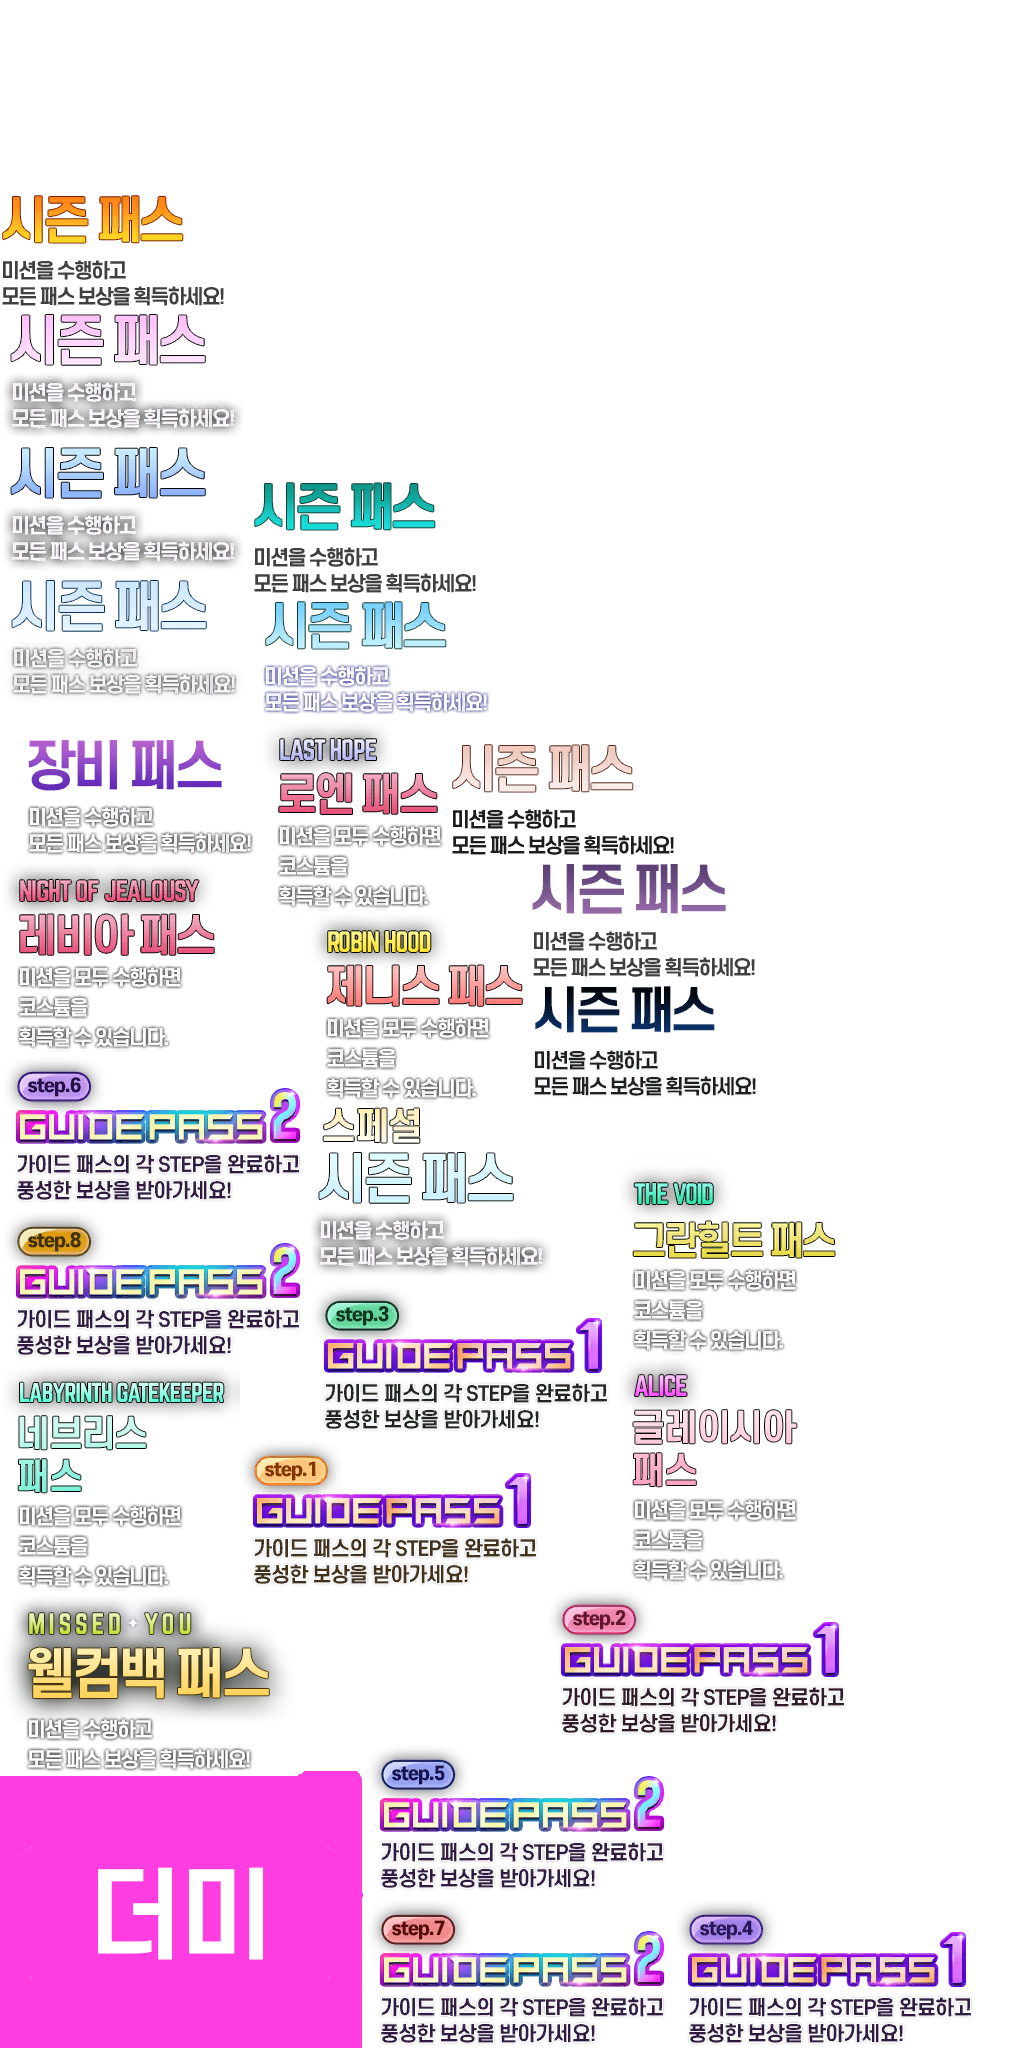 시즌 패스
미션을 수행하고
모든 패스 보상을 획득하세요!
시즌 패스
미션을 수행하고
모든 패스 보상을 획득하세요!
시즌 패스
미션을 수행하고
모든 패스 보상을 획득하세요!
시즌 패스
미션을 수행하고
모든 패스 보상을 획득하세요!
시즌 패스
미션을 수행하고
모든 패스 보상을 획득하세요!
시즌 패스
미션을 수행하고
모든 패스 보상을 획득하세요!
장비 패스
미션을 수행하고
모든 패스 보상을 획득하세요!
LAST HOPE
로엔 패스
미션을 모두 수행하면
코스튬을
획득할 수 있습니다.
시즌 패스
미션을 수행하고
모든 패스 보상을 획득하세요!
시즌 패스
미션을 수행하고
모든 패스 보상을 획득하세요!
시즌 패스
미션을 수행하고
모든 패스 보상을 획득하세요!
NIGHT OF JEALOUSY
레비아 패스
미션을 모두 수행하면
코스튬을
획득할 수 있습니다.
ROBIN HOOD
제니스 패스
미션을 모두 수행하면
코스튬을
획득할 수 있습니다.
스페셜
시즌 패스
미션을 수행하고
모든 패스 보상을 획득하세요!
step.6
GUIDEPASS 2
가이드 패스의 각 STEP을 완료하고
풍성한 보상을 받아가세요!
step.8
GUIDEPASS 2
가이드 패스의 각 STEP을 완료하고
풍성한 보상을 받아가세요!
THE VOID
그란힐트 패스
미션을 모두 수행하면
코스튬을
획득할 수 있습니다.
step.3
GUIDEPASS 1
가이드 패스의 각 STEP을 완료하고
풍성한 보상을 받아가세요!
LABYRINTH GATEKEEPER
네브리스
패스
미션을 모두 수행하면
코스튬을
획득할 수 있습니다.
ALICE
글레이시아
패스
미션을 모두 수행하면
코스튬을
획득할 수 있습니다.
step.1
GUIDEPASS 1
가이드 패스의 각 STEP을 완료하고
풍성한 보상을 받아가세요!
MISSED YOU
웰컴백 패스
미션을 수행하고
모든 패스 보상을 획득하세요!
step.2
GUIDEPASS 1
가이드 패스의 각 STEP을 완료하고
풍성한 보상을 받아가세요!
더미
step.5
GUIDEPASS 2
가이드 패스의 각 STEP을 완료하고
풍성한 보상을 받아가세요!
step.7
GUIDEPASS 2
가이드 패스의 각 STEP을 완료하고
풍성한 보상을 받아가세요!
step.4
GUIDEPASS 1
가이드 패스의 각 STEP을 완료하고
풍성한 보상을 받아가세요!